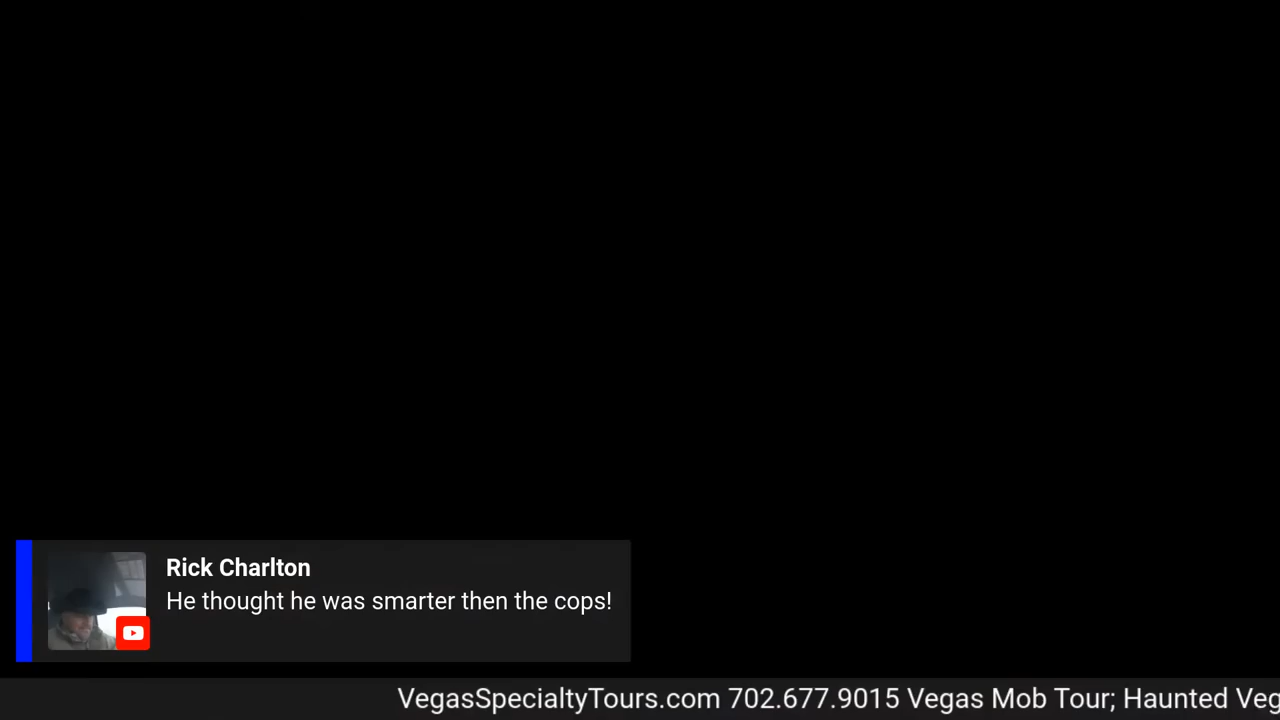 Rick Charlton
He thought he was smarter then the cops!
VegasSpecialtyTours.com 702.677.9015 Vegas Mob Tour; Haunted Veg